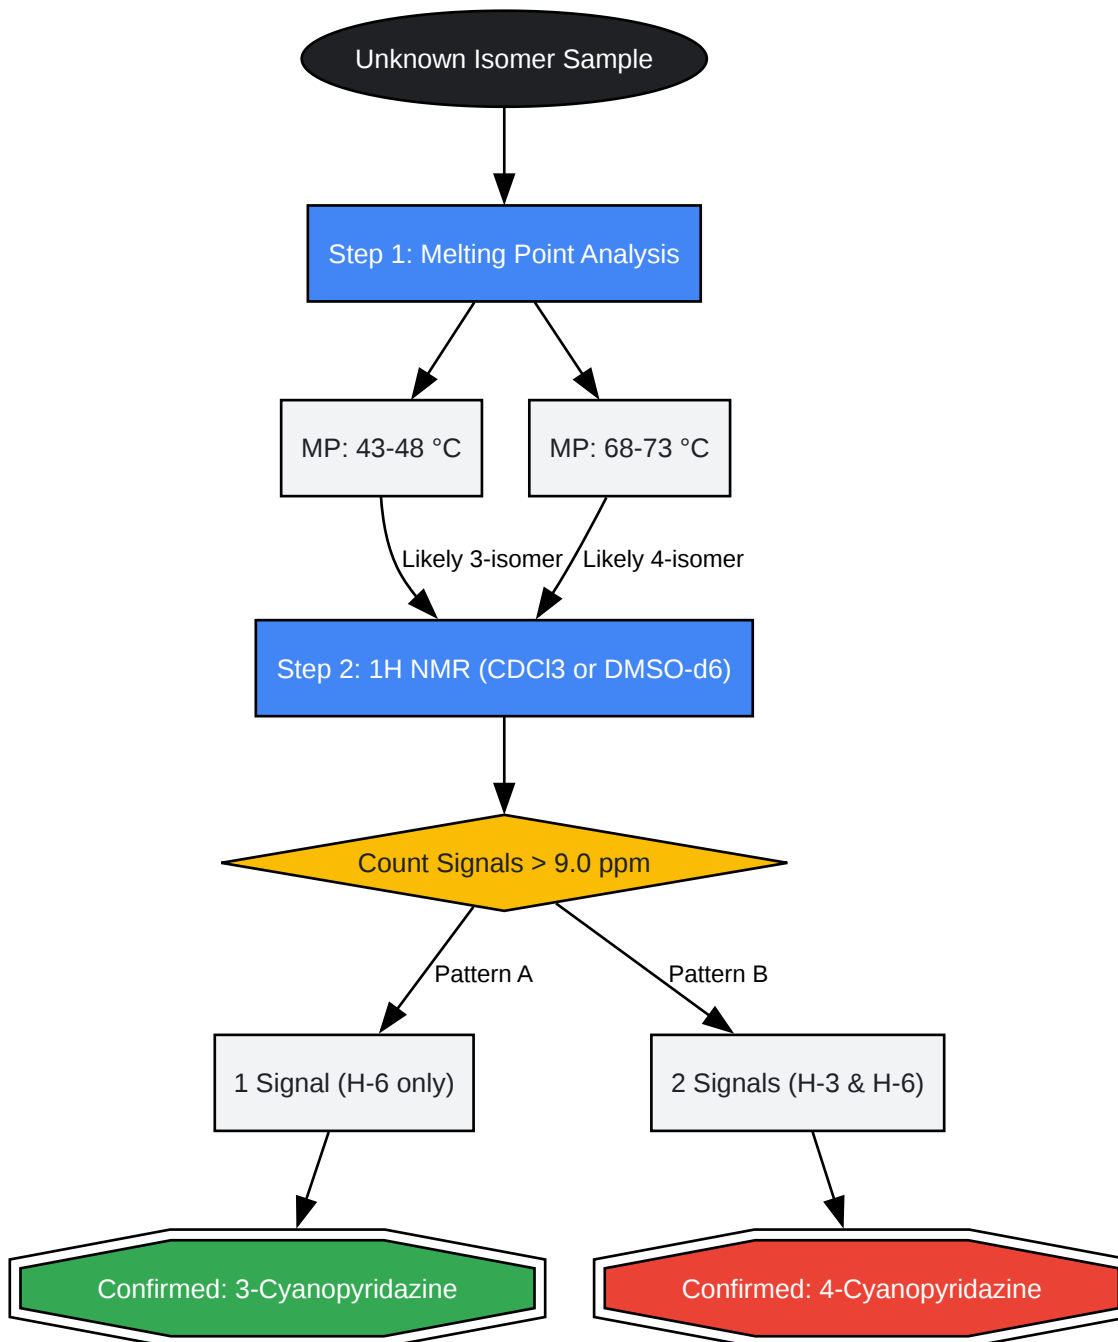 Unknown Isomer Sample
Step 1: Melting Point Analysis
MP: 43-48 °C
MP: 68-73 °C
Likely 3-isomer
Likely 4-isomer
Step 2: 1H NMR (CDCl3 or DMSO-d6)
Count Signals > 9.0 ppm
Pattern A
Pattern B
1 Signal (H-6 only)
2 Signals (H-3 & H-6)
Confirmed: 3-Cyanopyridazine
Confirmed: 4-Cyanopyridazine